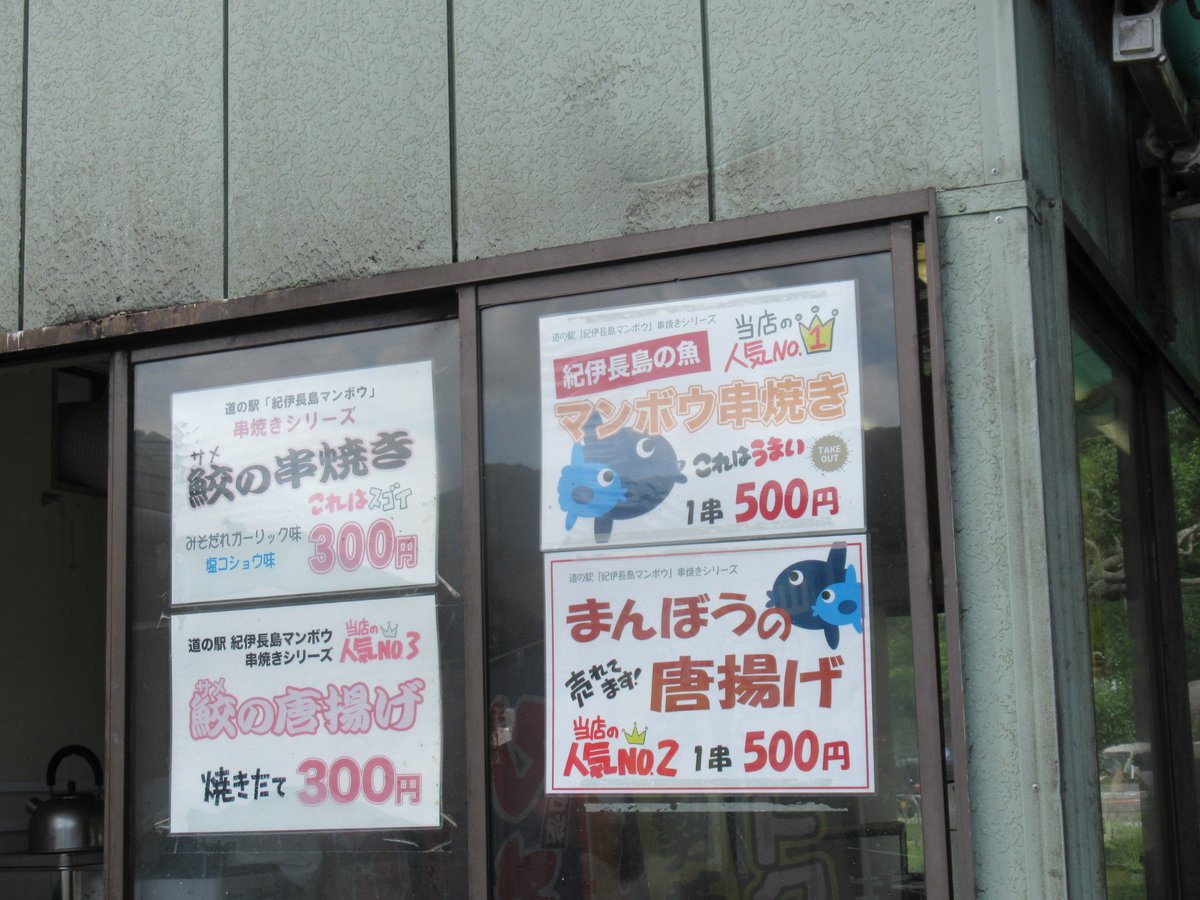 道の駅「紀伊長島マンボウ」
串焼きシリーズ
サメ
鮫の串焼き
これはスゴイ
みそだれガーリック味
塩コショウ味
300円
道の駅 紀伊長島マンボウ
串焼きシリーズ
当店の
人気NO.3
サメ
鮫の唐揚げ
焼きたて 300円
道の駅「紀伊長島マンボウ」串焼きシリーズ
当店の
人気NO.1
紀伊長島の魚
マンボウ串焼き
これはうまい
TAKE OUT
1串 500円
道の駅「紀伊長島マンボウ」串焼きシリーズ
まんぼうの
唐揚げ
売れて
ます!
当店の
人気NO.2
1串 500円